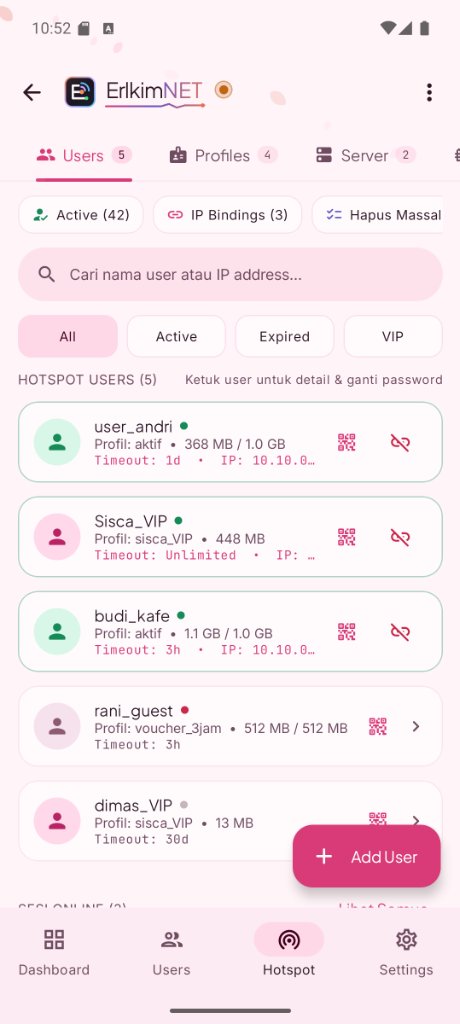 10:52
ErlkimNET
Users 5
Profiles 4
Server 2
Active (42)
IP Bindings (3)
Hapus Massal
Cari nama user atau IP address...
All
Active
Expired
VIP
HOTSPOT USERS (5)
Ketuk user untuk detail & ganti password
user_andri
Profil: aktif • 368 MB / 1.0 GB
Timeout: 1d • IP: 10.10.0…
Sisca_VIP
Profil: sisca_VIP • 448 MB
Timeout: Unlimited • IP: …
budi_kafe
Profil: aktif • 1.1 GB / 1.0 GB
Timeout: 3h • IP: 10.10.0…
rani_guest
Profil: voucher_3jam • 512 MB / 512 MB
Timeout: 3h
dimas_VIP
Profil: sisca_VIP • 13 MB
Timeout: 30d
Add User
Dashboard
Users
Hotspot
Settings